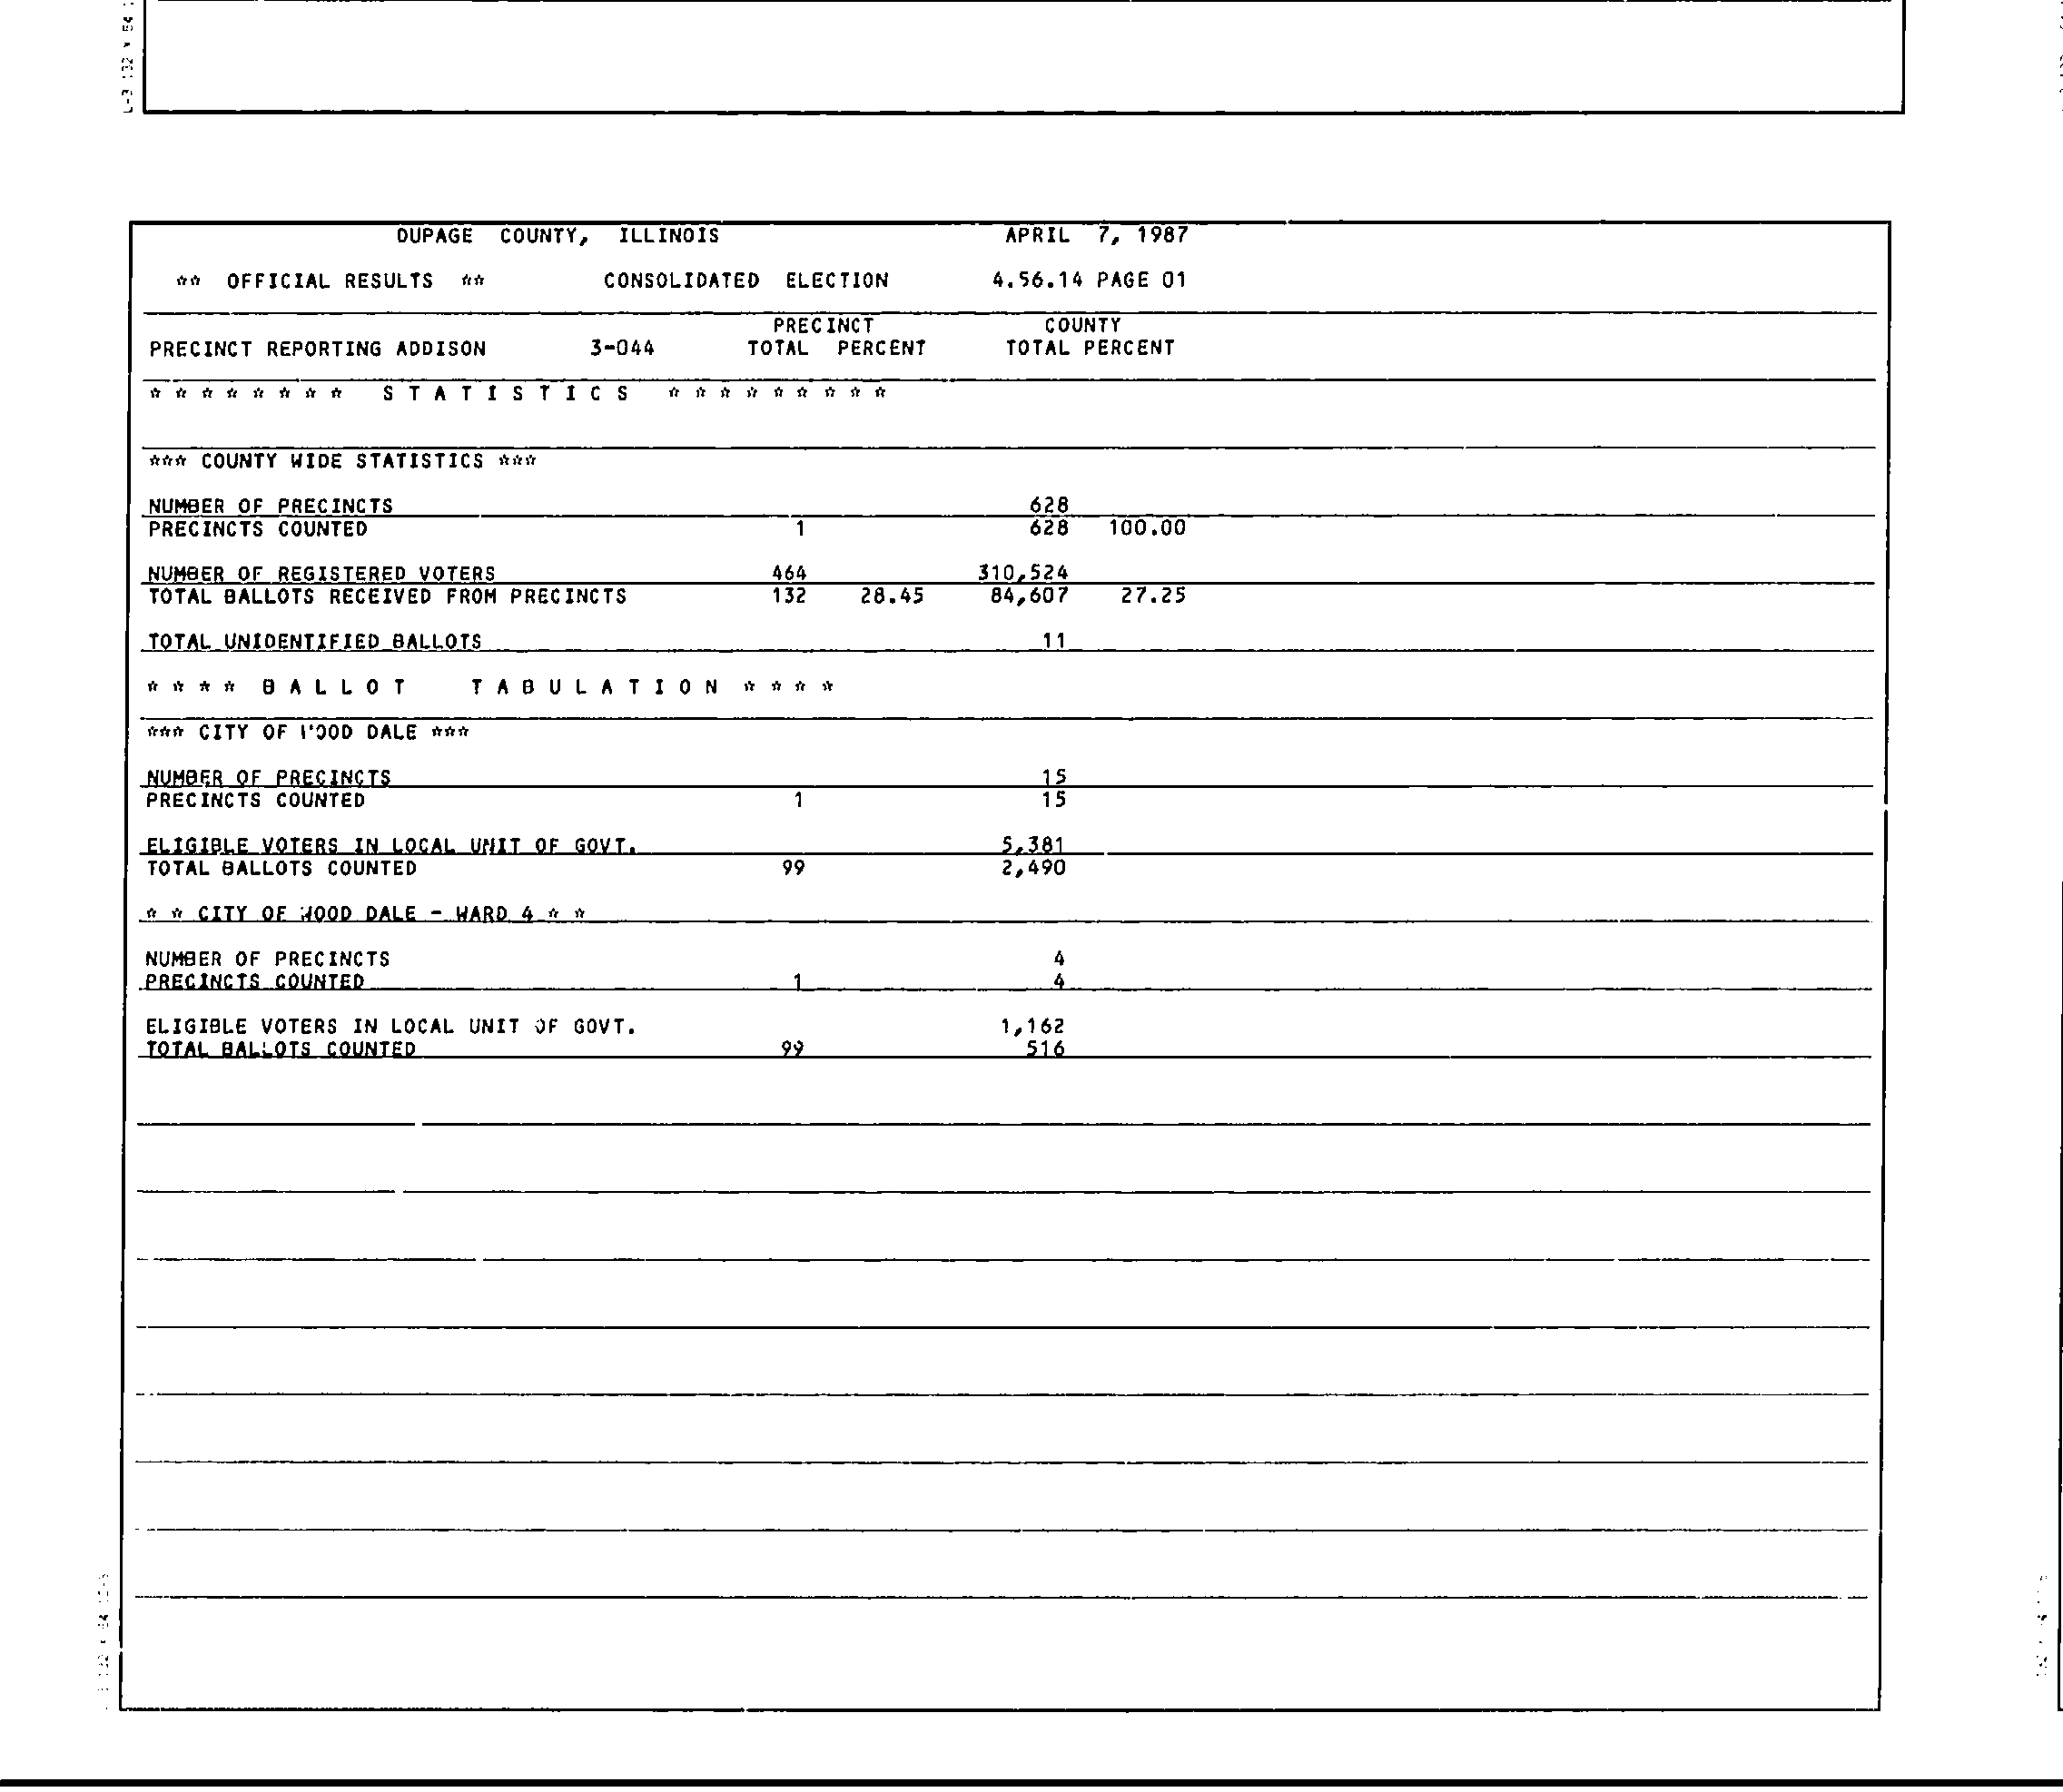 L-3 132 x 64
DUPAGE COUNTY, ILLINOIS APRIL 7, 1987
** OFFICIAL RESULTS ** CONSOLIDATED ELECTION 4.56.14 PAGE 01
PRECINCT COUNTY
PRECINCT REPORTING ADDISON 3-044 TOTAL PERCENT TOTAL PERCENT
* * * * * * * * S T A T I S T I C S * * * * * * * * *
*** COUNTY WIDE STATISTICS ***
NUMBER OF PRECINCTS 628
PRECINCTS COUNTED 1 628 100.00
NUMBER OF REGISTERED VOTERS 464 310,524
TOTAL BALLOTS RECEIVED FROM PRECINCTS 132 28.45 84,607 27.25
TOTAL UNIDENTIFIED BALLOTS 11
* * * * B A L L O T T A B U L A T I O N * * * *
*** CITY OF WOOD DALE ***
NUMBER OF PRECINCTS 15
PRECINCTS COUNTED 1 15
ELIGIBLE VOTERS IN LOCAL UNIT OF GOVT. 5,381
TOTAL BALLOTS COUNTED 99 2,490
* * CITY OF WOOD DALE - WARD 4 * *
NUMBER OF PRECINCTS 4
PRECINCTS COUNTED 1 4
ELIGIBLE VOTERS IN LOCAL UNIT OF GOVT. 1,162
TOTAL BALLOTS COUNTED 99 516